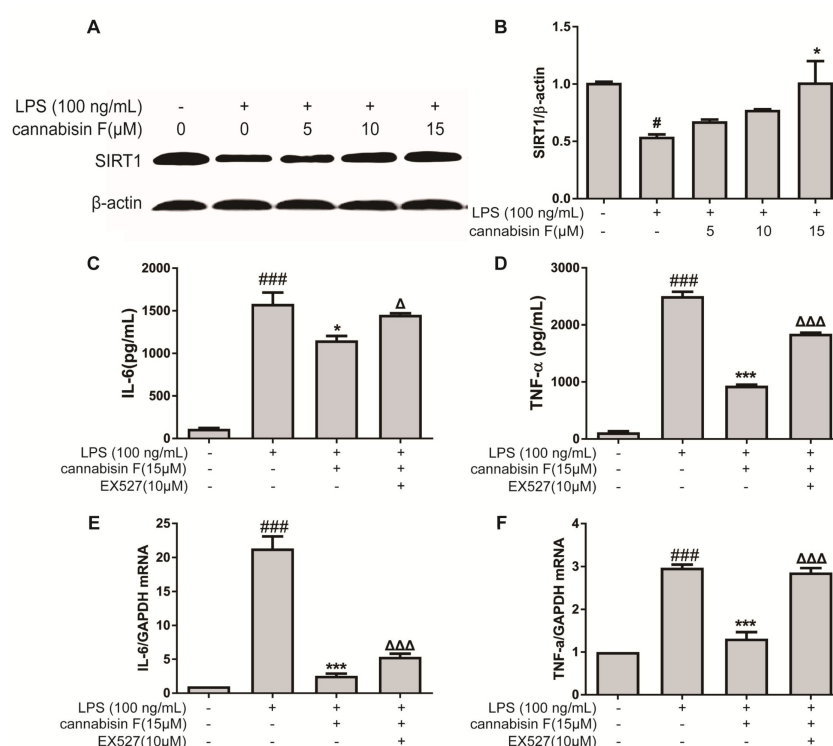 A
LPS (100 ng/mL) - + + + +
cannabisin F(μM) 0 0 5 10 15
SIRT1
β-actin
B
SIRT1/β-actin
1.5
1.0
0.5
0.0
#
*
LPS (100 ng/mL) - + + + +
cannabisin F(μM) - - 5 10 15
C
IL-6(pg/mL)
2000
1500
1000
500
0
###
*
Δ
LPS (100 ng/mL) - + + +
cannabisin F(15μM) - - + +
EX527(10μM) - - - +
D
TNF-α (pg/mL)
3000
2000
1000
0
###
***
ΔΔΔ
LPS (100 ng/mL) - + + +
cannabisin F(15μM) - - + +
EX527(10μM) - - - +
E
IL-6/GAPDH mRNA
25
20
15
10
5
0
###
***
ΔΔΔ
LPS (100 ng/mL) - + + +
cannabisin F(15μM) - - + +
EX527(10μM) - - - +
F
TNF-a/GAPDH mRNA
4
3
2
1
0
###
***
ΔΔΔ
LPS (100 ng/mL) - + + +
cannabisin F(15μM) - - + +
EX527(10μM) - - - +